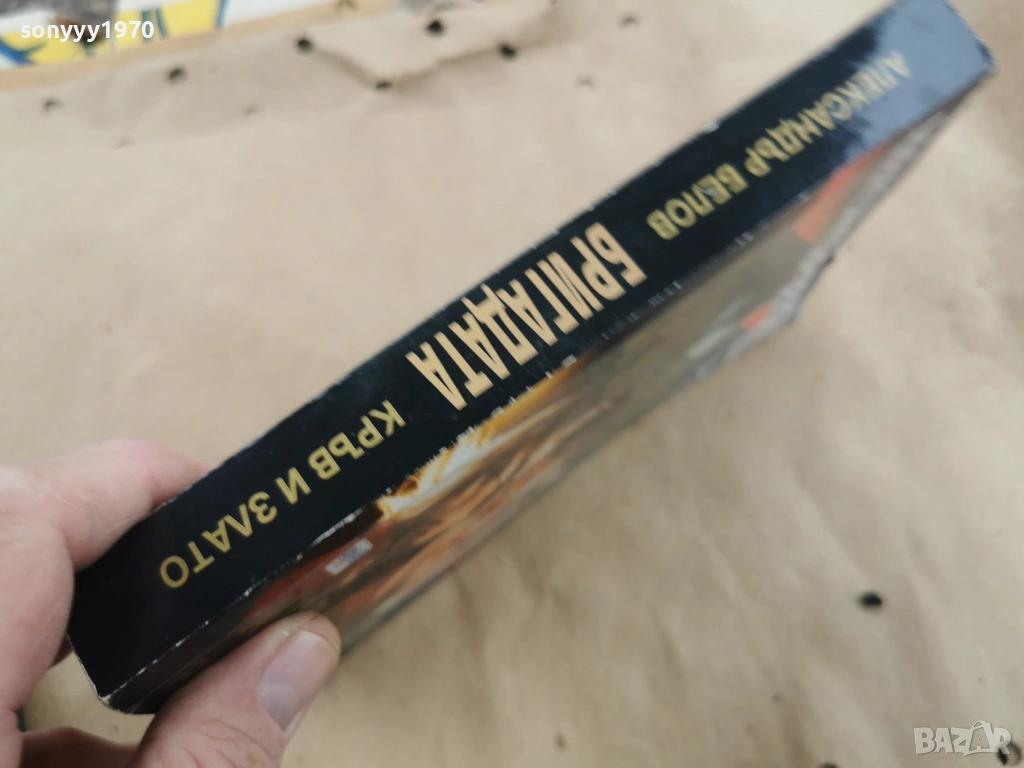 sonyyy1970
АЛЕКСАНДЪР БЕЛОВ
БРИГАДАТА
КРЪВ И ЗЛАТО
BAZAR